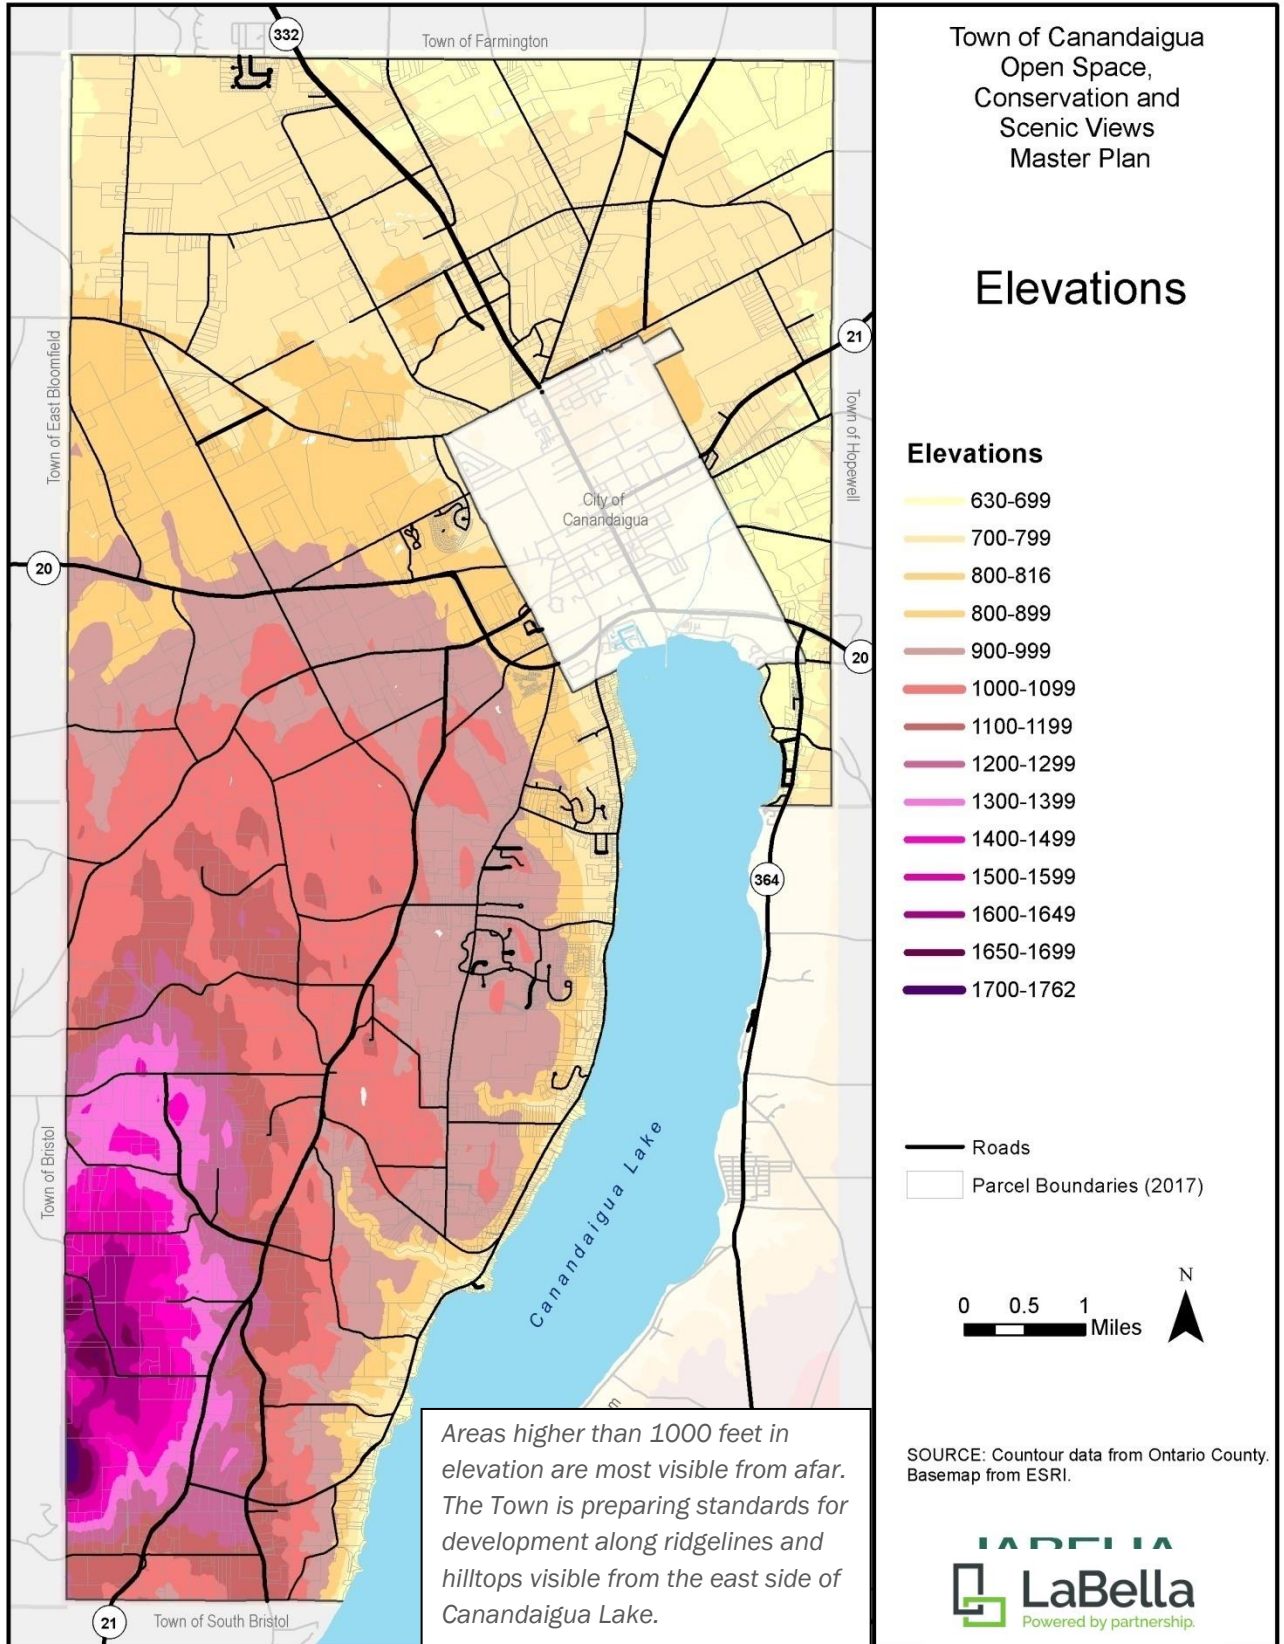 332
Town of Farmington
Town of East Bloomfield
21
Town of Hopewell
City of
Canandaigua
20
20
364
Town of Bristol
Canandaigua Lake
21
Town of South Bristol
Areas higher than 1000 feet in
elevation are most visible from afar.
The Town is preparing standards for
development along ridgelines and
hilltops visible from the east side of
Canandaigua Lake.
Town of Canandaigua
Open Space,
Conservation and
Scenic Views
Master Plan
Elevations
Elevations
630-699
700-799
800-816
800-899
900-999
1000-1099
1100-1199
1200-1299
1300-1399
1400-1499
1500-1599
1600-1649
1650-1699
1700-1762
Roads
Parcel Boundaries (2017)
N
0 0.5 1
Miles
SOURCE: Countour data from Ontario County.
Basemap from ESRI.
LaBella
Powered by partnership.